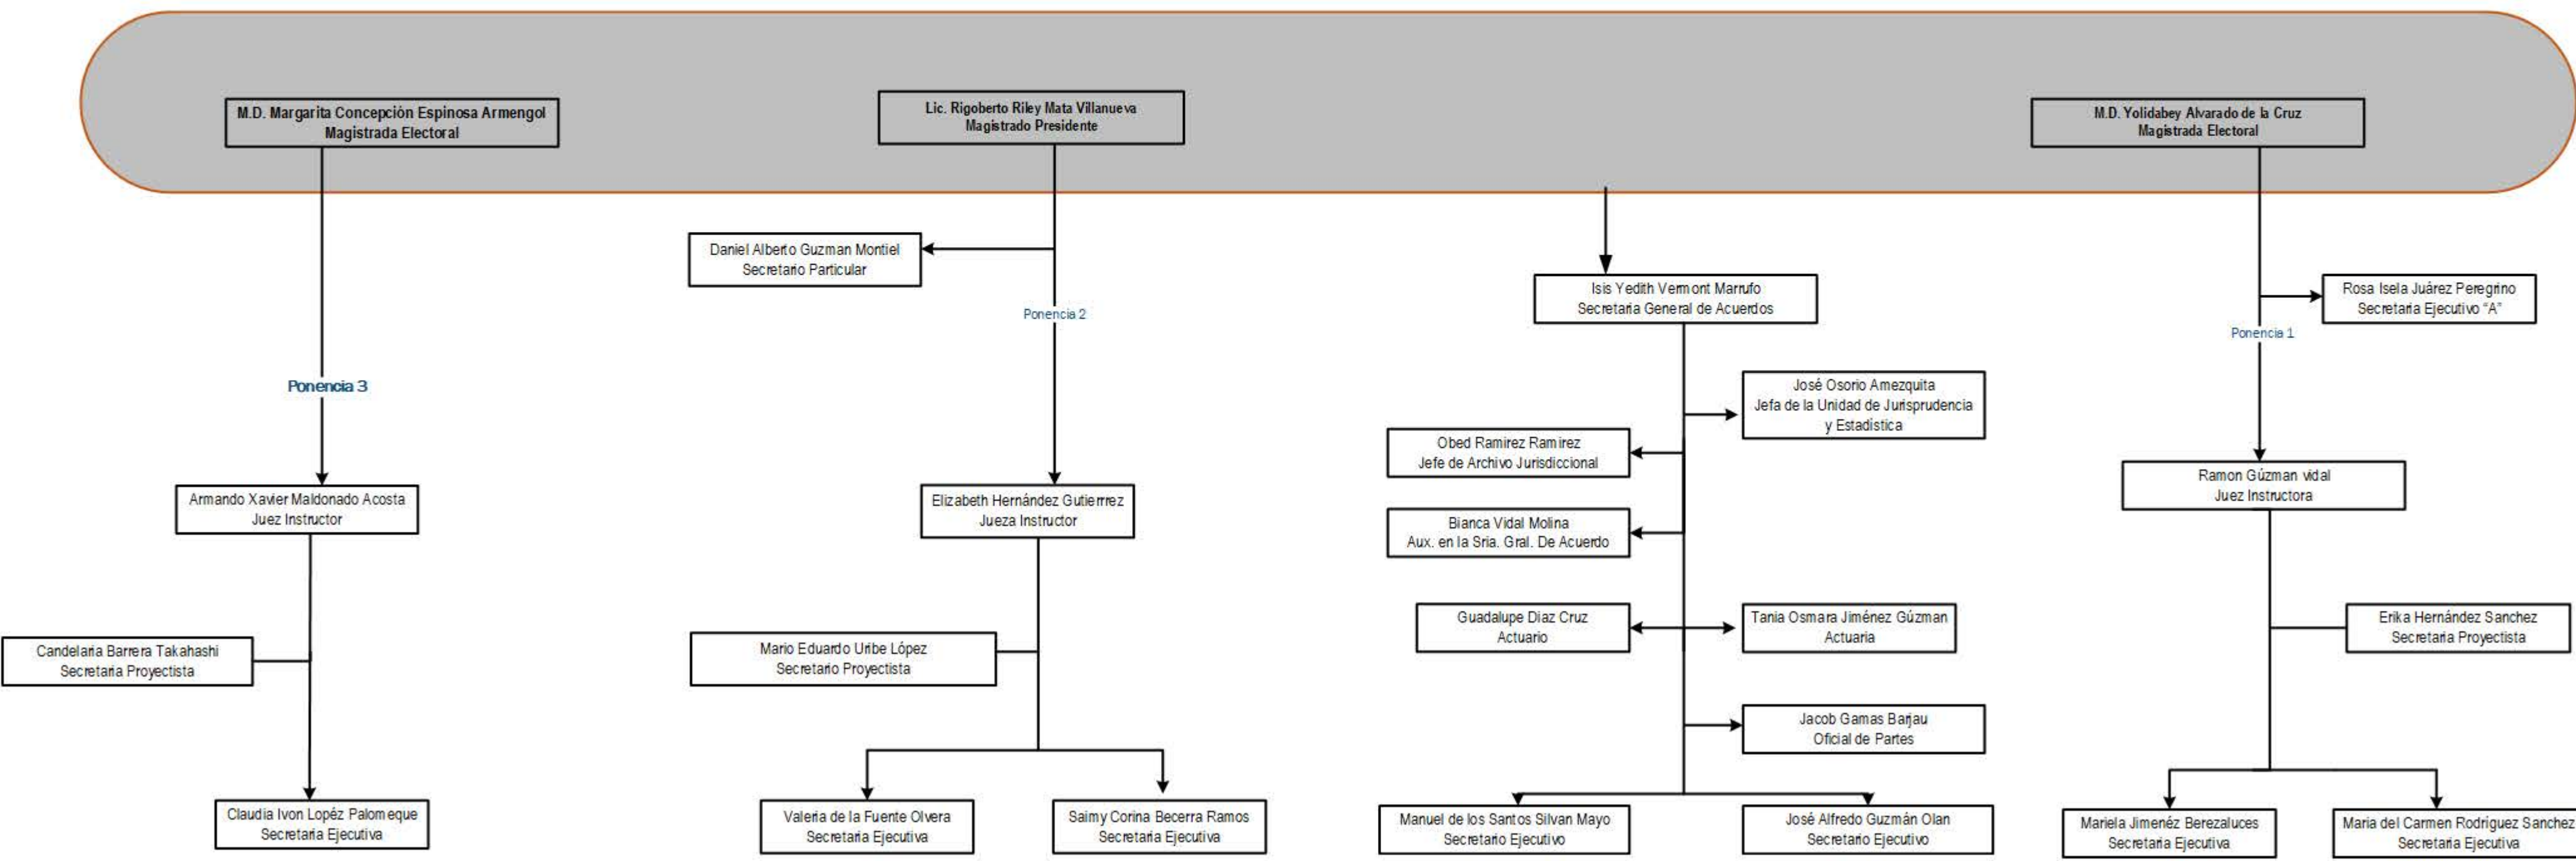 M.D. Margarita Concepción Espinosa Armengol
Magistrada Electoral
Lic. Rigoberto Riley Mata Villanueva
Magistrado Presidente
M.D. Yolidabey Alvarado de la Cruz
Magistrada Electoral
Daniel Alberto Guzman Montiel
Secretario Particular
Isis Yedith Vermont Marrufo
Secretaria General de Acuerdos
Rosa Isela Juárez Peregrino
Secretaria Ejecutivo “A”
Ponencia 2
Ponencia 1
Ponencia 3
José Osorio Amezquita
Jefa de la Unidad de Jurisprudencia
y Estadística
Obed Ramirez Ramirez
Jefe de Archivo Jurisdiccional
Ramon Gúzman vidal
Juez Instructora
Armando Xavier Maldonado Acosta
Juez Instructor
Elizabeth Hernández Gutierrrez
Jueza Instructor
Bianca Vidal Molina
Aux. en la Sria. Gral. De Acuerdo
Guadalupe Diaz Cruz
Actuario
Tania Osmara Jiménez Gúzman
Actuaria
Erika Hernández Sanchez
Secretaria Proyectista
Candelaria Barrera Takahashi
Secretaria Proyectista
Mario Eduardo Uribe López
Secretario Proyectista
Jacob Gamas Barjau
Oficial de Partes
Claudia Ivon Lopéz Palomeque
Secretaria Ejecutiva
Valeria de la Fuente Olvera
Secretaria Ejecutiva
Saimy Corina Becerra Ramos
Secretaria Ejecutiva
Manuel de los Santos Silvan Mayo
Secretario Ejecutivo
José Alfredo Guzmán Olan
Secretario Ejecutivo
Mariela Jimenéz Berezaluces
Secretaria Ejecutiva
Maria del Carmen Rodríguez Sanchez
Secretaria Ejecutiva